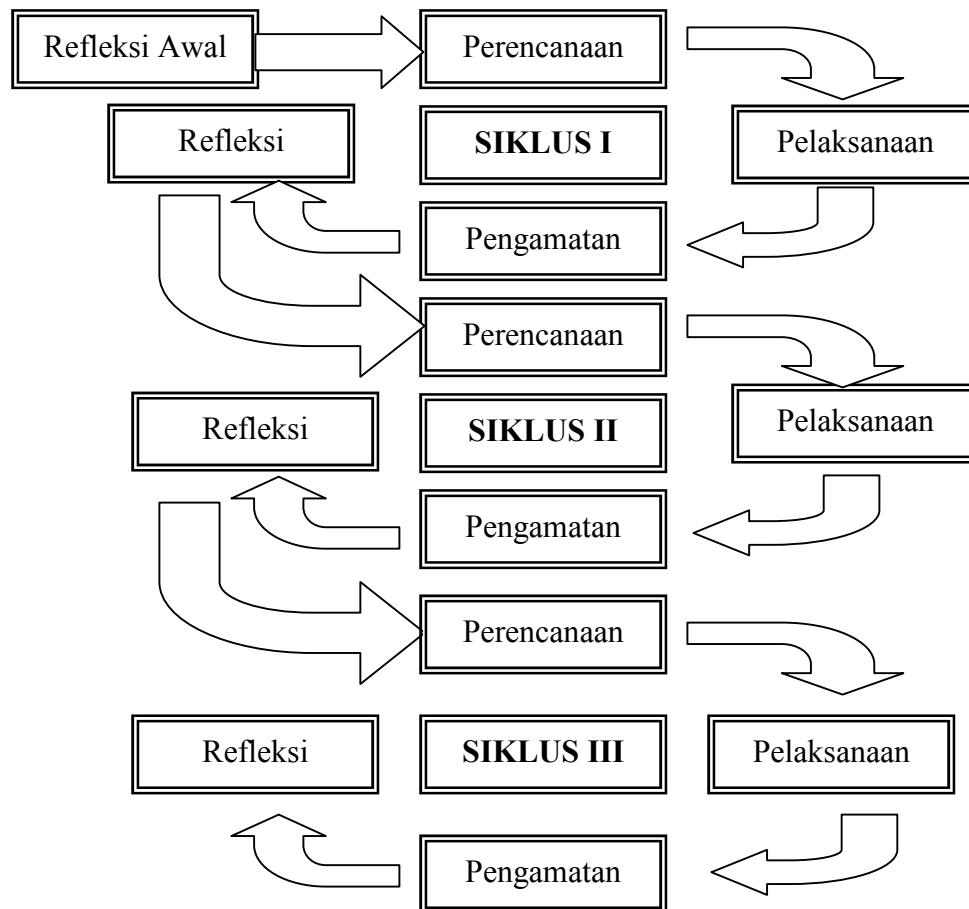 Refleksi Awal
Perencanaan
Refleksi
SIKLUS I
Pelaksanaan
Pengamatan
Perencanaan
Refleksi
SIKLUS II
Pelaksanaan
Pengamatan
Perencanaan
Refleksi
SIKLUS III
Pelaksanaan
Pengamatan